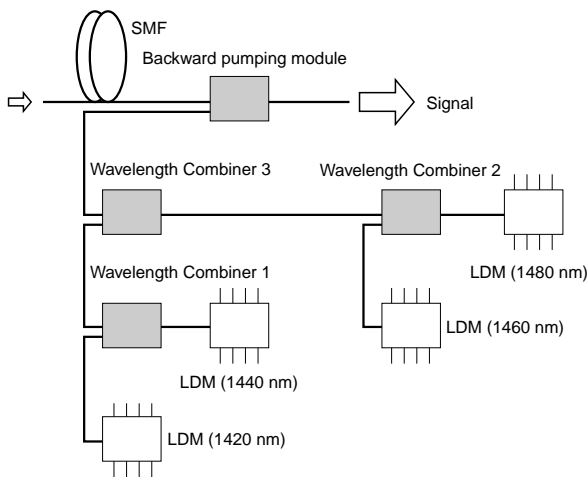 SMF
Backward pumping module
Signal
Wavelength Combiner 3
Wavelength Combiner 2
LDM (1480 nm)
Wavelength Combiner 1
LDM (1460 nm)
LDM (1440 nm)
LDM (1420 nm)